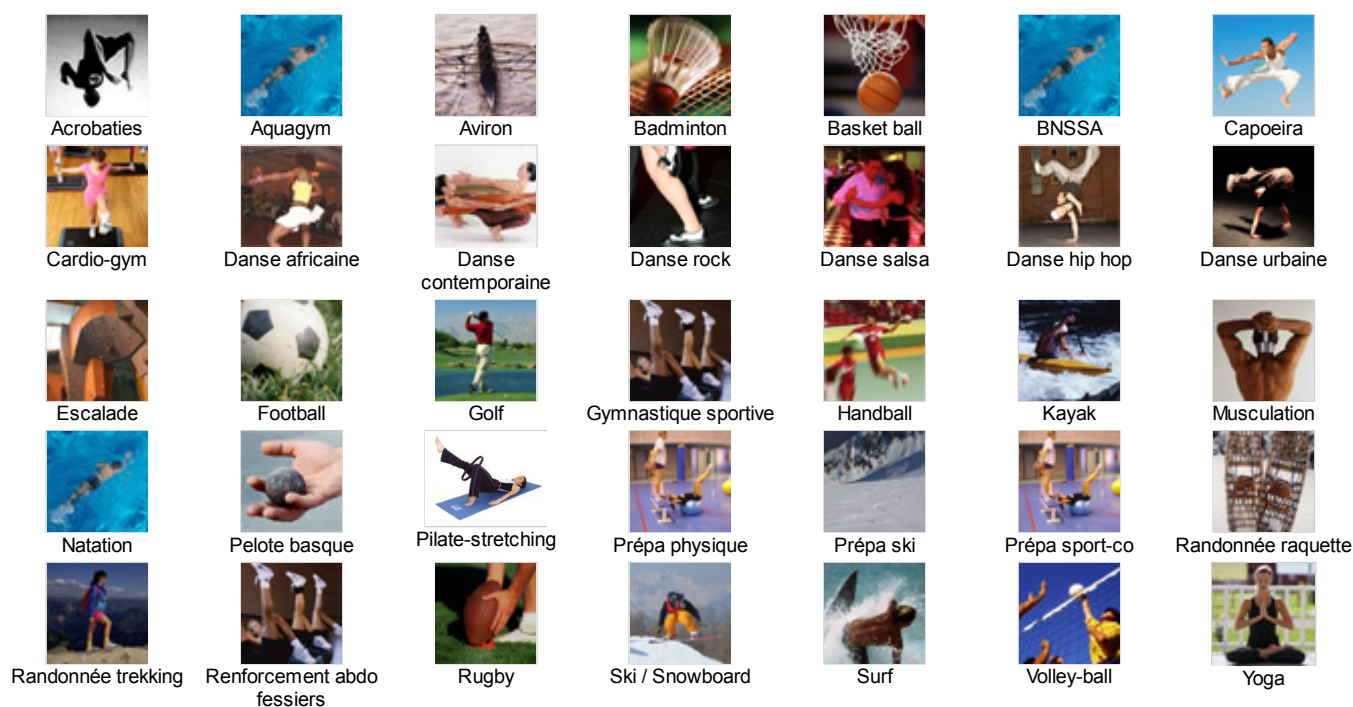 Acrobaties
Aquagym
Aviron
Badminton
Basket ball
BNSSA
Capoeira
Cardio-gym
Danse africaine
Danse
contemporaine
Danse rock
Danse salsa
Danse hip hop
Danse urbaine
Escalade
Football
Golf
Gymnastique sportive
Handball
Kayak
Musculation
Natation
Pelote basque
Pilate-stretching
Prépa physique
Prépa ski
Prépa sport-co
Randonnée raquette
Randonnée trekking
Renforcement abdo
fessiers
Rugby
Ski / Snowboard
Surf
Volley-ball
Yoga